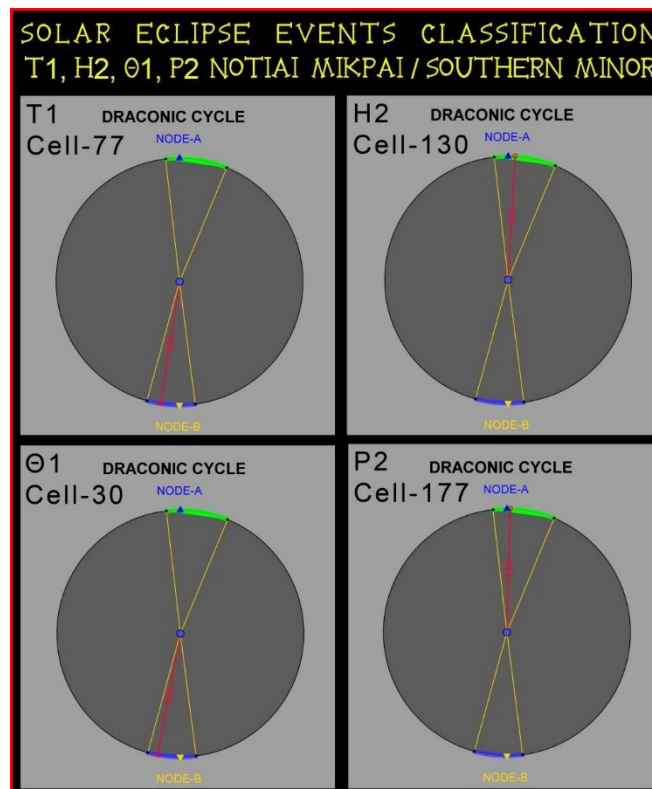 SOLAR ECLIPSE EVENTS CLASSIFICATION
T1, H2, Θ1, P2 NOTIAI MIKPAI / SOUTHERN MINOR
T1 DRACONIC CYCLE
Cell-77 NODE-A
NODE-B
H2 DRACONIC CYCLE
Cell-130 NODE-A
NODE-B
Θ1 DRACONIC CYCLE
Cell-30 NODE-A
NODE-B
P2 DRACONIC CYCLE
Cell-177 NODE-A
NODE-B